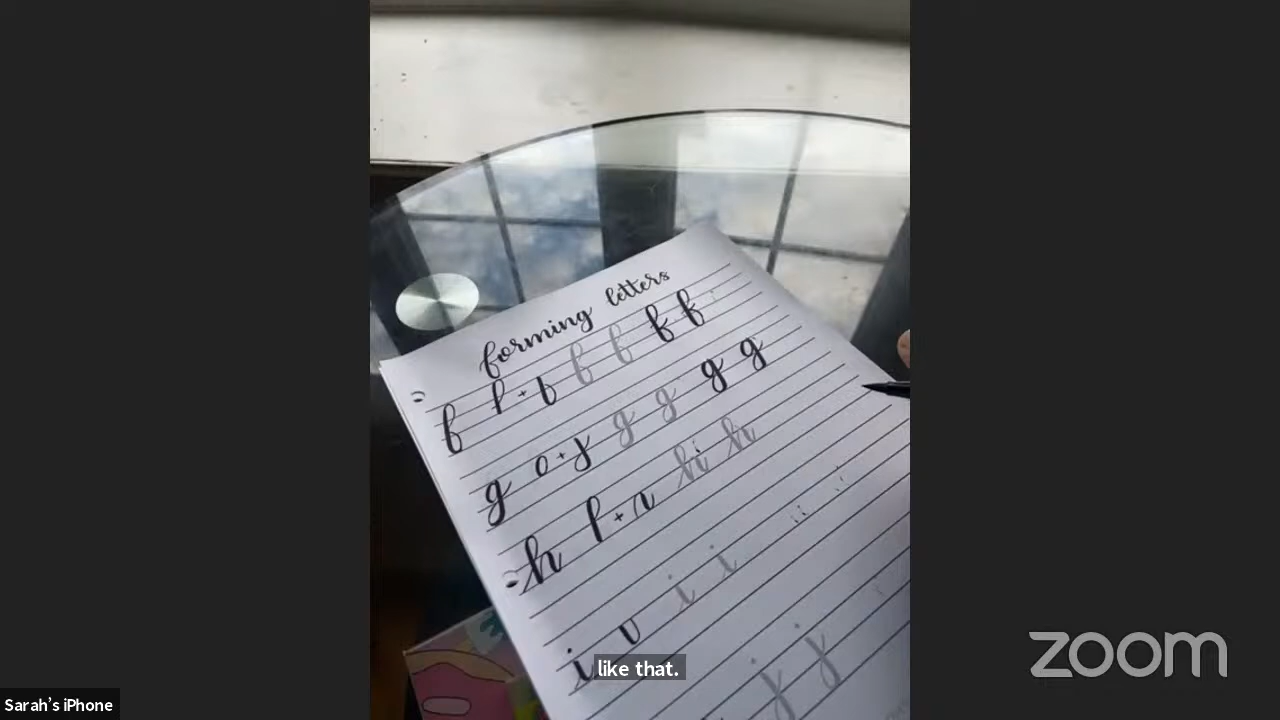 forming letters
f l + f f f f f
g o + j g g g g
h l + n h h
i v i i
j j
like that.
zoom
Sarah's iPhone